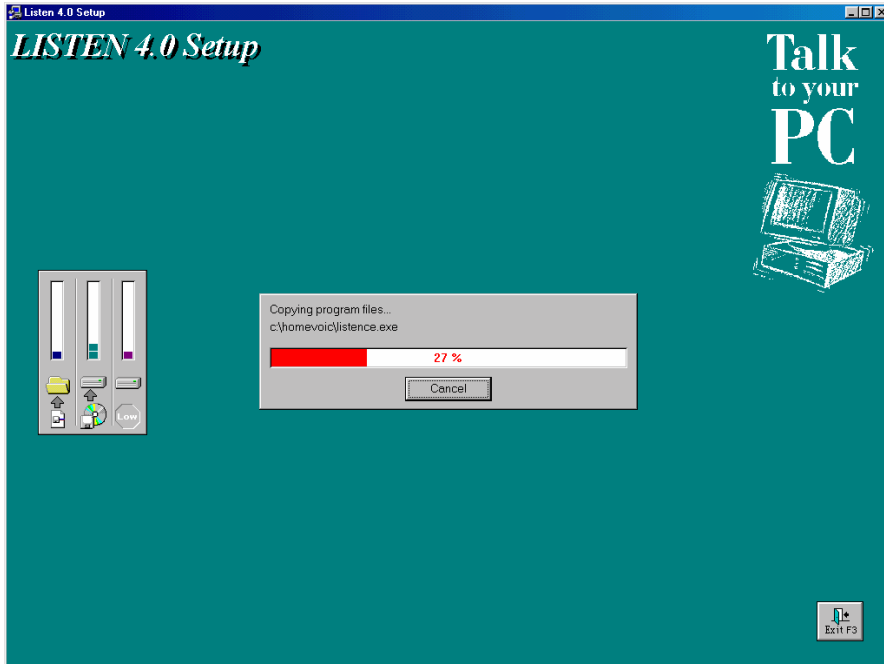 Listen 4.0 Setup
LISTEN 4.0 Setup
Talk
to your
PC
Copying program files...
c:\homevoic\listence.exe
27 %
Cancel
Low
Exit F3